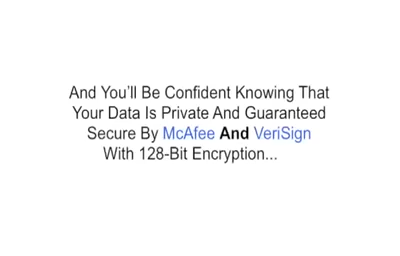 And You'll Be Confident Knowing That
Your Data Is Private And Guaranteed
Secure By McAfee And VeriSign
With 128-Bit Encryption...